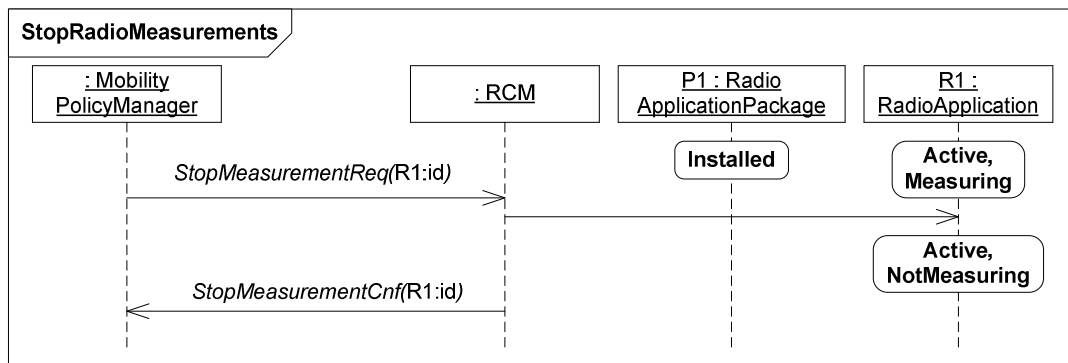 StopRadioMeasurements
: Mobility
PolicyManager
: RCM
P1 : Radio
ApplicationPackage
R1 :
RadioApplication
Installed
Active,
Measuring
StopMeasurementReq(R1:id)
Active,
NotMeasuring
StopMeasurementCnf(R1:id)